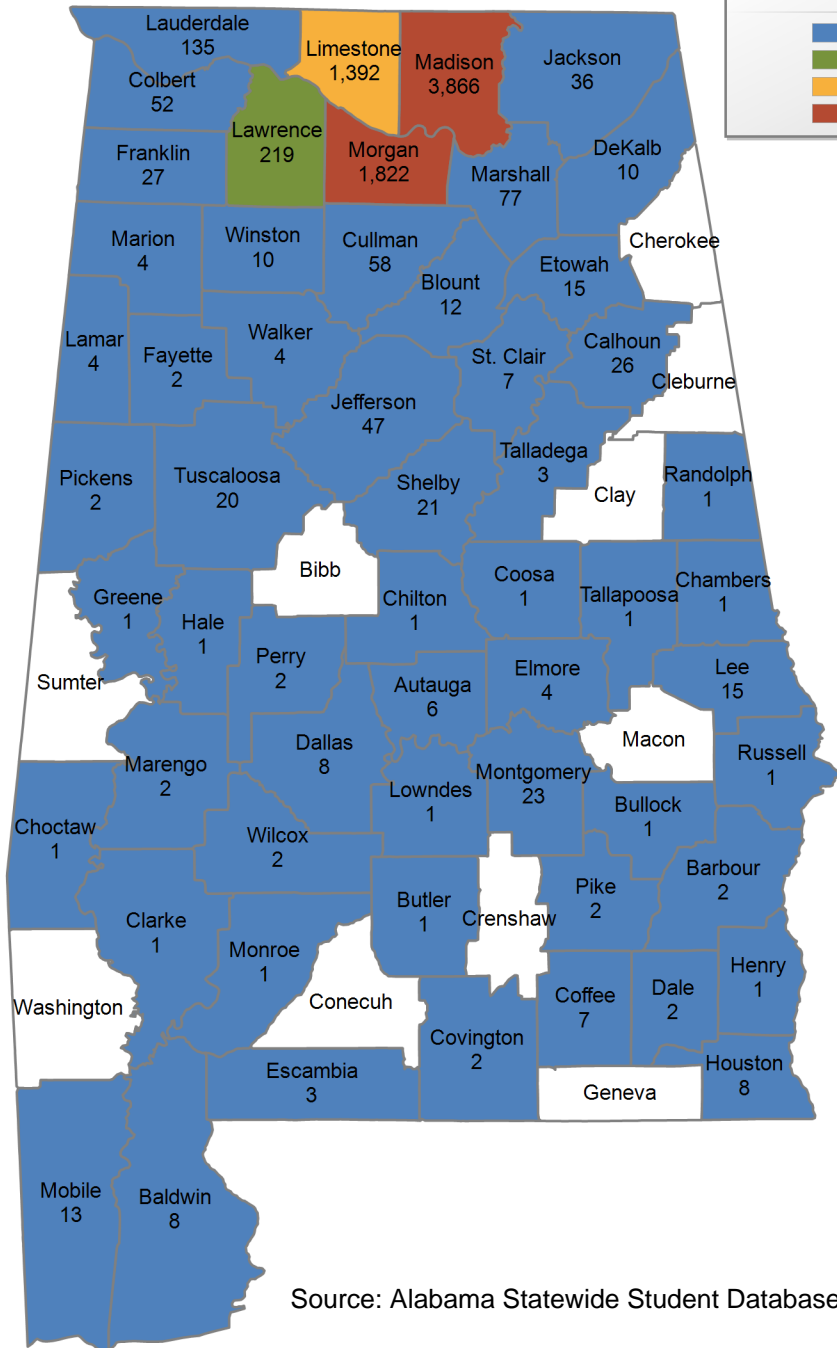 Lauderdale
135
Limestone
1,392
Madison
3,866
Jackson
36
Colbert
52
Lawrence
219
Franklin
27
Morgan
1,822
Marshall
77
DeKalb
10
Marion
4
Winston
10
Cullman
58
Cherokee
Etowah
15
Blount
12
Lamar
4
Fayette
2
Walker
4
St. Clair
7
Calhoun
26
Cleburne
Jefferson
47
Pickens
2
Tuscaloosa
20
Shelby
21
Talladega
3
Clay
Randolph
1
Bibb
Greene
1
Hale
1
Chilton
1
Coosa
1
Tallapoosa
1
Chambers
1
Sumter
Perry
2
Autauga
6
Elmore
4
Lee
15
Marengo
2
Dallas
8
Macon
Russell
1
Lowndes
1
Montgomery
23
Bullock
1
Choctaw
1
Wilcox
2
Barbour
2
Clarke
1
Monroe
1
Butler
1
Crenshaw
Pike
2
Washington
Conecuh
Coffee
7
Dale
2
Henry
1
Covington
2
Escambia
3
Geneva
Houston
8
Mobile
13
Baldwin
8
Source: Alabama Statewide Student Database